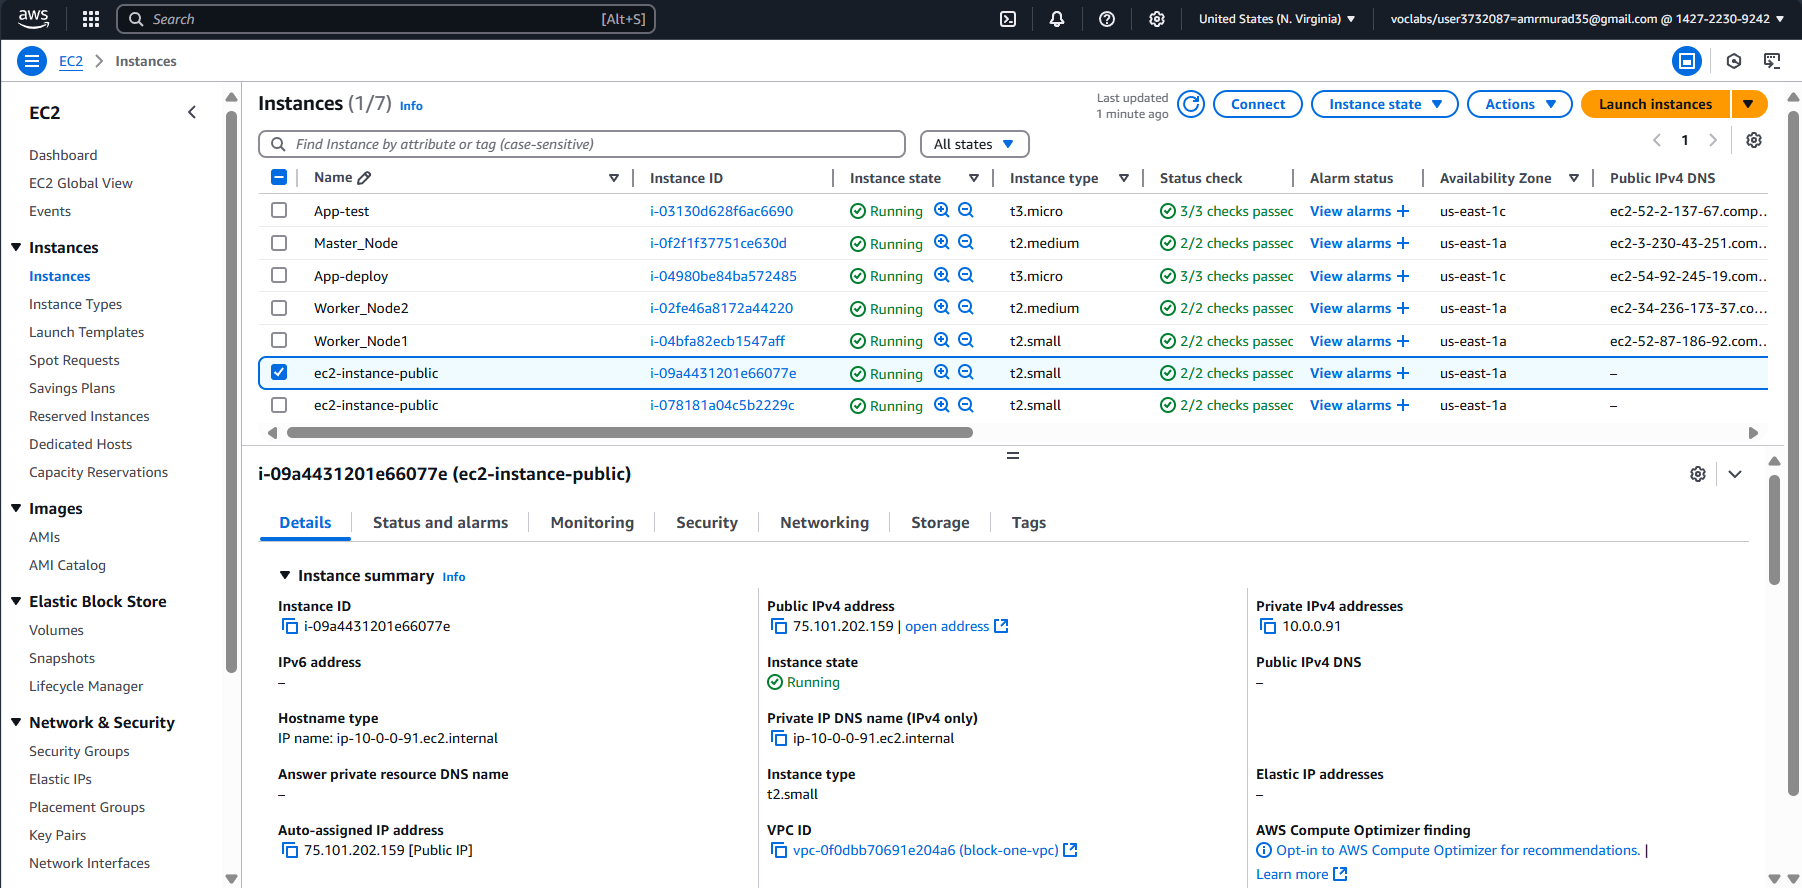 aws
Search [Alt+S]
United States (N. Virginia)
voclabs/user3732087=amrmurad35@gmail.com @ 1427-2230-9242
EC2 > Instances
EC2
Dashboard
EC2 Global View
Events
Instances
Instances
Instance Types
Launch Templates
Spot Requests
Savings Plans
Reserved Instances
Dedicated Hosts
Capacity Reservations
Images
AMIs
AMI Catalog
Elastic Block Store
Volumes
Snapshots
Lifecycle Manager
Network & Security
Security Groups
Elastic IPs
Placement Groups
Key Pairs
Network Interfaces
Instances (1/7) Info
Last updated
1 minute ago
Connect
Instance state
Actions
Launch instances
Find Instance by attribute or tag (case-sensitive)
All states
1
Name Instance ID Instance state Instance type Status check Alarm status Availability Zone Public IPv4 DNS
App-test i-03130d628f6ac6690 Running t3.micro 3/3 checks passec View alarms + us-east-1c ec2-52-2-137-67.comp...
Master_Node i-0f2f1f37751ce630d Running t2.medium 2/2 checks passec View alarms + us-east-1a ec2-3-230-43-251.com...
App-deploy i-04980be84ba572485 Running t3.micro 3/3 checks passec View alarms + us-east-1c ec2-54-92-245-19.com...
Worker_Node2 i-02fe46a8172a44220 Running t2.medium 2/2 checks passec View alarms + us-east-1a ec2-34-236-173-37.co...
Worker_Node1 i-04bfa82ecb1547aff Running t2.small 2/2 checks passec View alarms + us-east-1a ec2-52-87-186-92.com...
ec2-instance-public i-09a4431201e66077e Running t2.small 2/2 checks passec View alarms + us-east-1a –
ec2-instance-public i-078181a04c5b2229c Running t2.small 2/2 checks passec View alarms + us-east-1a –
i-09a4431201e66077e (ec2-instance-public)
Details Status and alarms Monitoring Security Networking Storage Tags
Instance summary Info
Instance ID
i-09a4431201e66077e
Public IPv4 address
75.101.202.159 | open address
Private IPv4 addresses
10.0.0.91
IPv6 address
–
Instance state
Running
Public IPv4 DNS
–
Hostname type
IP name: ip-10-0-0-91.ec2.internal
Private IP DNS name (IPv4 only)
ip-10-0-0-91.ec2.internal
Answer private resource DNS name
–
Instance type
t2.small
Elastic IP addresses
–
Auto-assigned IP address
75.101.202.159 [Public IP]
VPC ID
vpc-0f0dbb70691e204a6 (block-one-vpc)
AWS Compute Optimizer finding
Opt-in to AWS Compute Optimizer for recommendations. |
Learn more